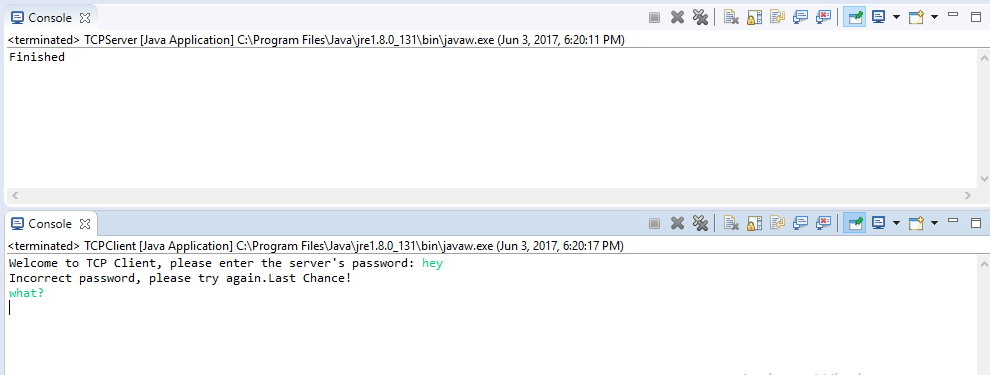 Console
<terminated> TCPServer [Java Application] C:\Program Files\Java\jre1.8.0_131\bin\javaw.exe (Jun 3, 2017, 6:20:11 PM)
Finished
Console
<terminated> TCPClient [Java Application] C:\Program Files\Java\jre1.8.0_131\bin\javaw.exe (Jun 3, 2017, 6:20:17 PM)
Welcome to TCP Client, please enter the server's password: hey
Incorrect password, please try again.Last Chance!
what?